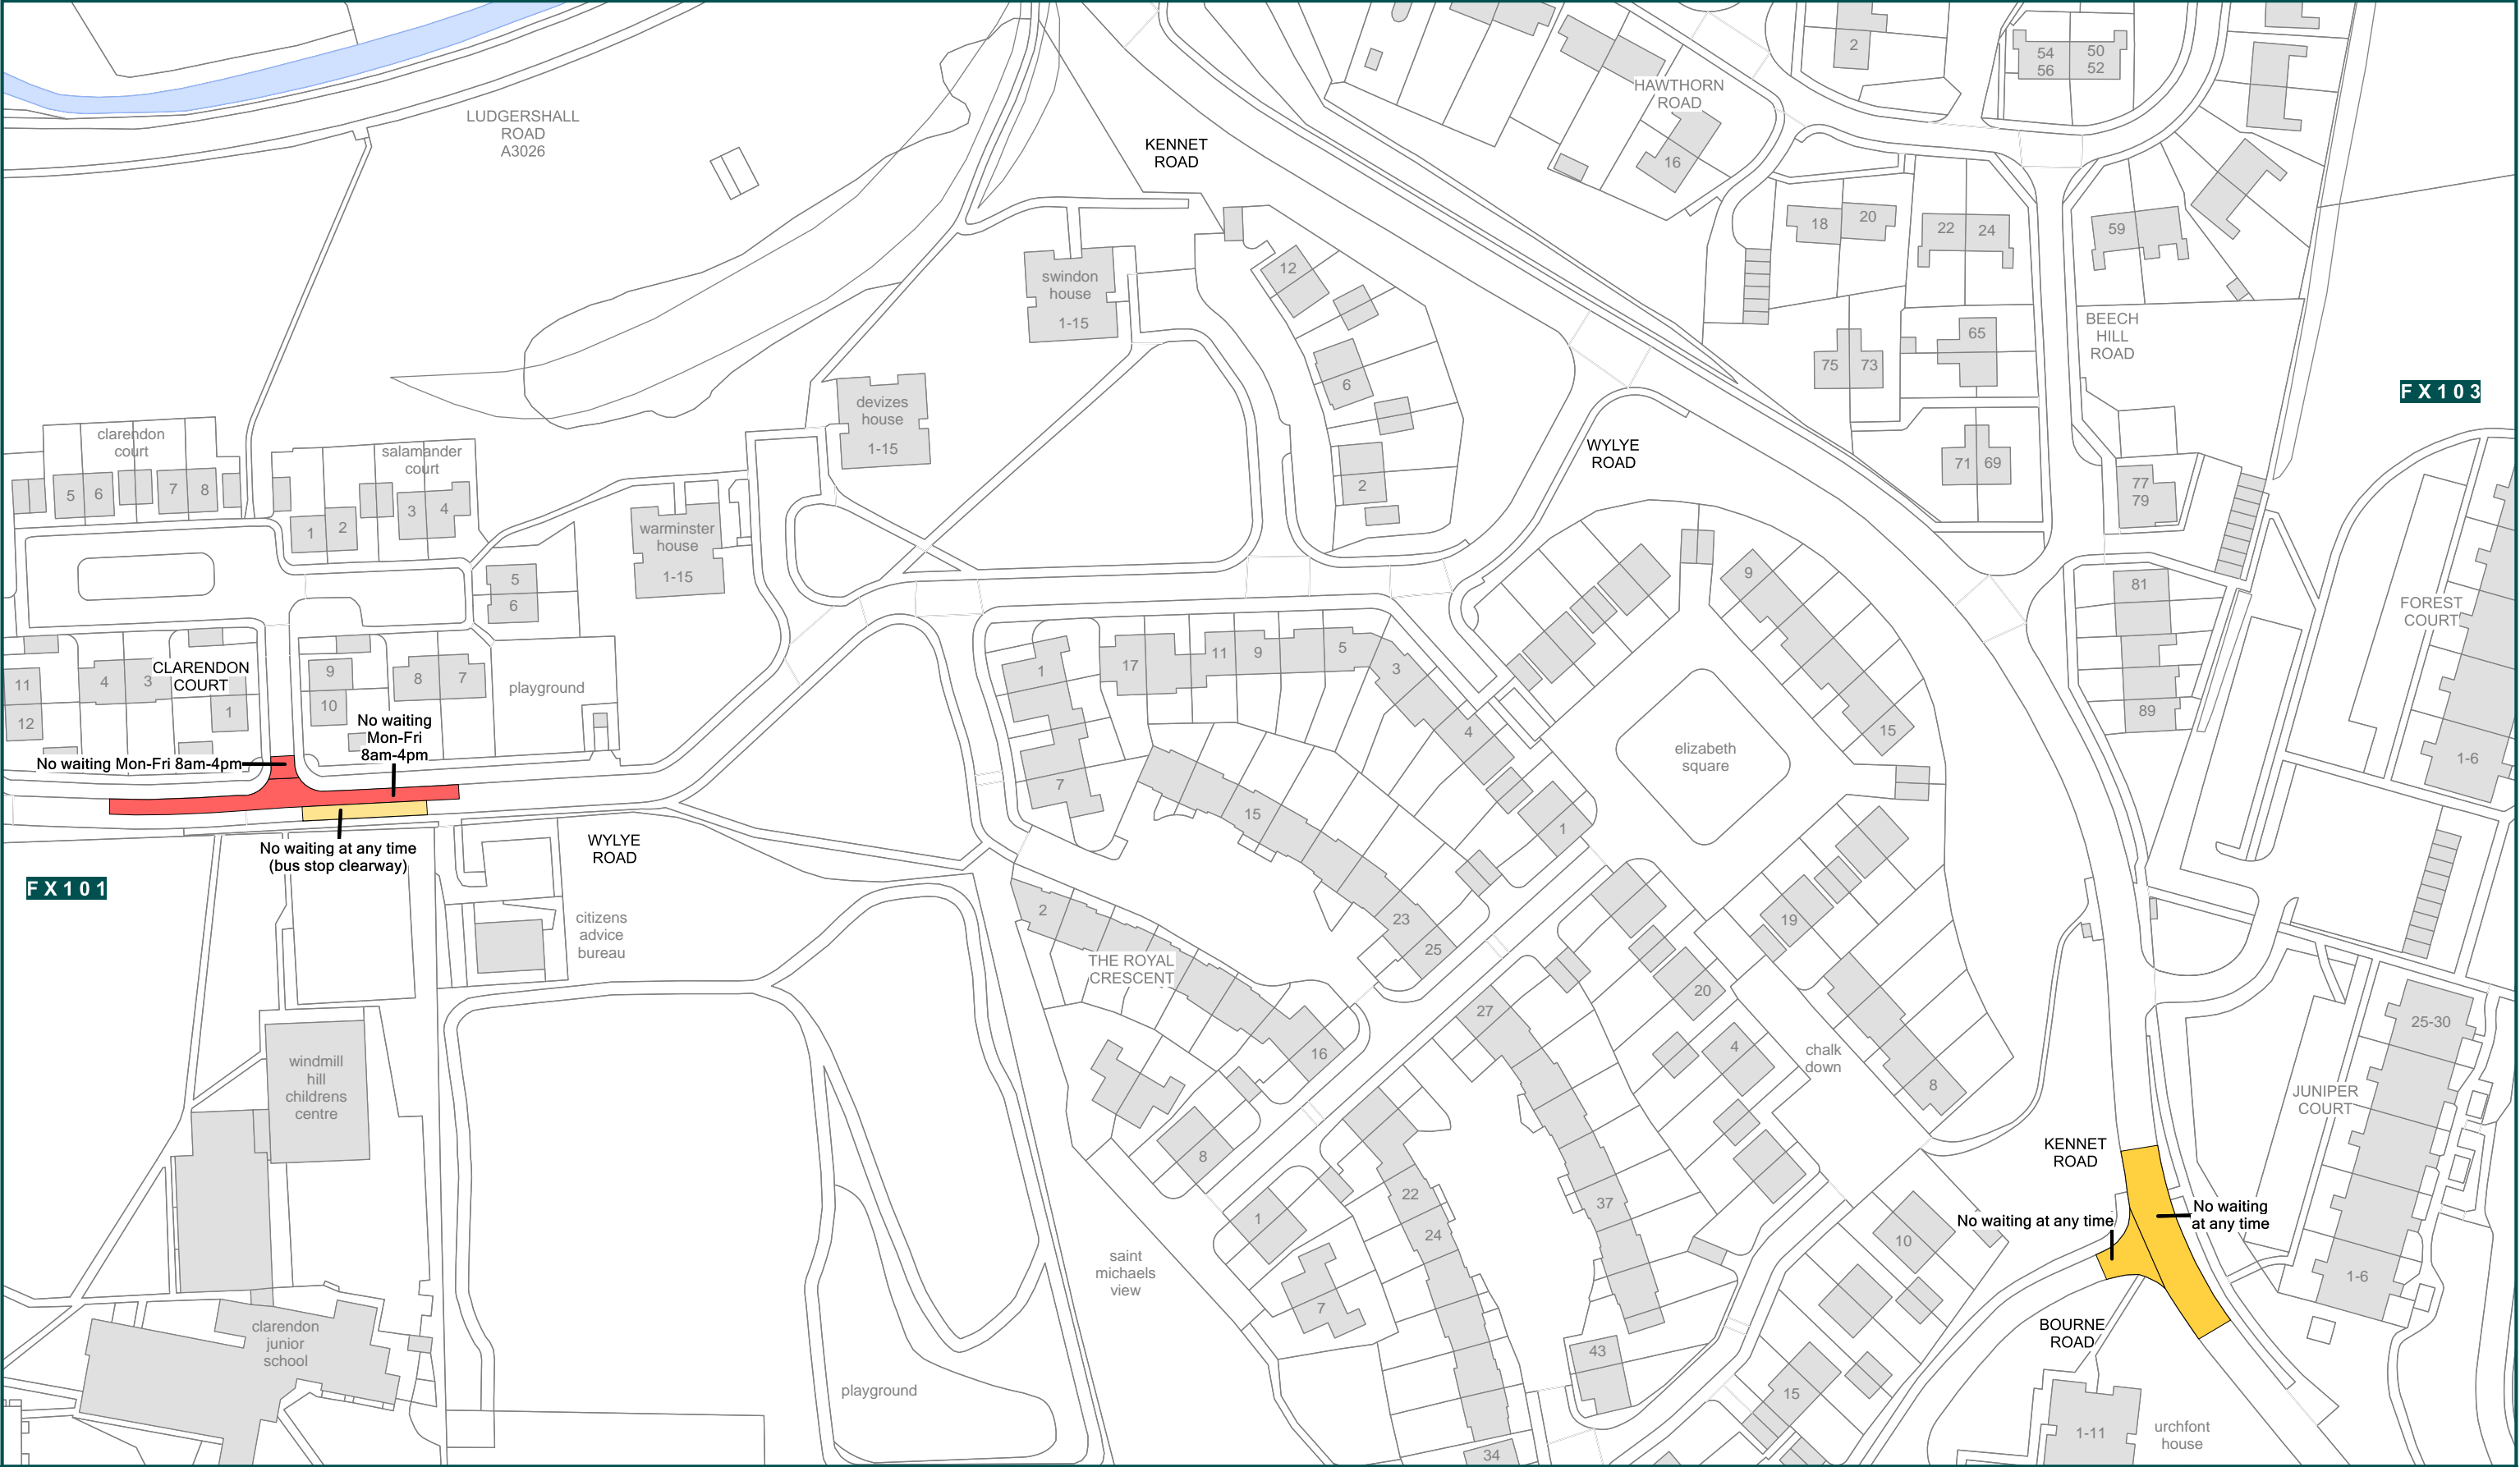 LUDGERSHALL
ROAD
A3026
KENNET
ROAD
HAWTHORN
ROAD
16
2
54
56
50
52
18
20
22
24
59
BEECH
HILL
ROAD
75
73
65
71
69
77
79
FX103
swindon
house
1-15
12
6
2
devizes
house
1-15
WYLYE
ROAD
clarendon
court
5
6
7
8
salamander
court
1
2
3
4
warminster
house
1-15
5
6
81
89
FOREST
COURT
1-6
11
12
4
3
CLARENDON
COURT
1
9
10
8
7
playground
No waiting
Mon-Fri
8am-4pm
No waiting Mon-Fri 8am-4pm
No waiting at any time
(bus stop clearway)
WYLYE
ROAD
FX101
1
7
17
11
9
5
3
4
1
15
23
25
9
15
elizabeth
square
citizens
advice
bureau
2
THE ROYAL
CRESCENT
16
8
19
20
4
chalk
down
8
27
37
43
windmill
hill
childrens
centre
clarendon
junior
school
playground
saint
michaels
view
1
7
22
24
34
10
15
KENNET
ROAD
No waiting at any time
No waiting
at any time
BOURNE
ROAD
25-30
JUNIPER
COURT
1-6
1-11
urchfont
house